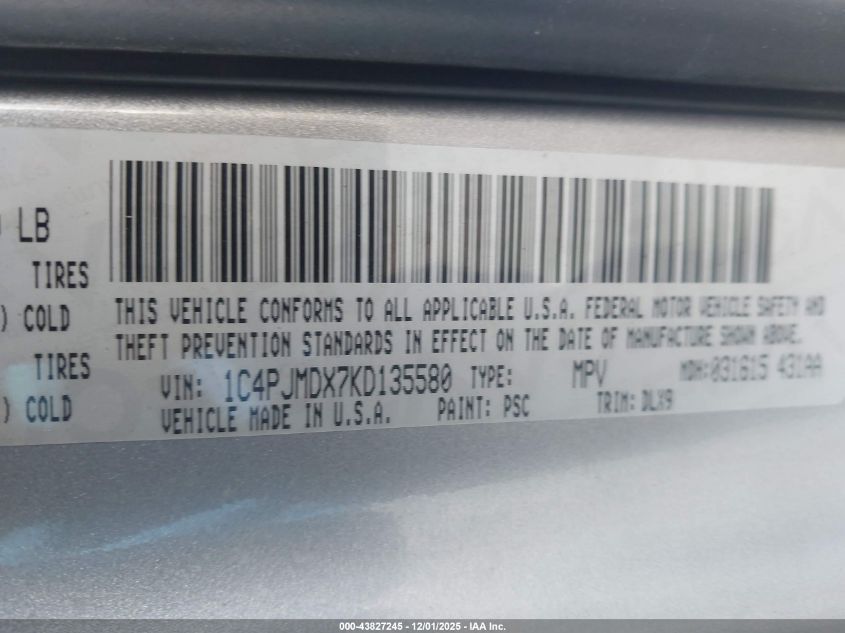 LB
TIRES
) COLD
TIRES
) COLD
THIS VEHICLE CONFORMS TO ALL APPLICABLE U.S.A. FEDERAL MOTOR VEHICLE SAFETY AND
THEFT PREVENTION STANDARDS IN EFFECT ON THE DATE OF MANUFACTURE SHOWN ABOVE.
VIN: 1C4PJMDX7KD135580 TYPE: MPV MDH:031615 431AA
VEHICLE MADE IN U.S.A. PAINT: PSC TRIM: DLX9
000-43827245 - 12/01/2025 - IAA Inc.